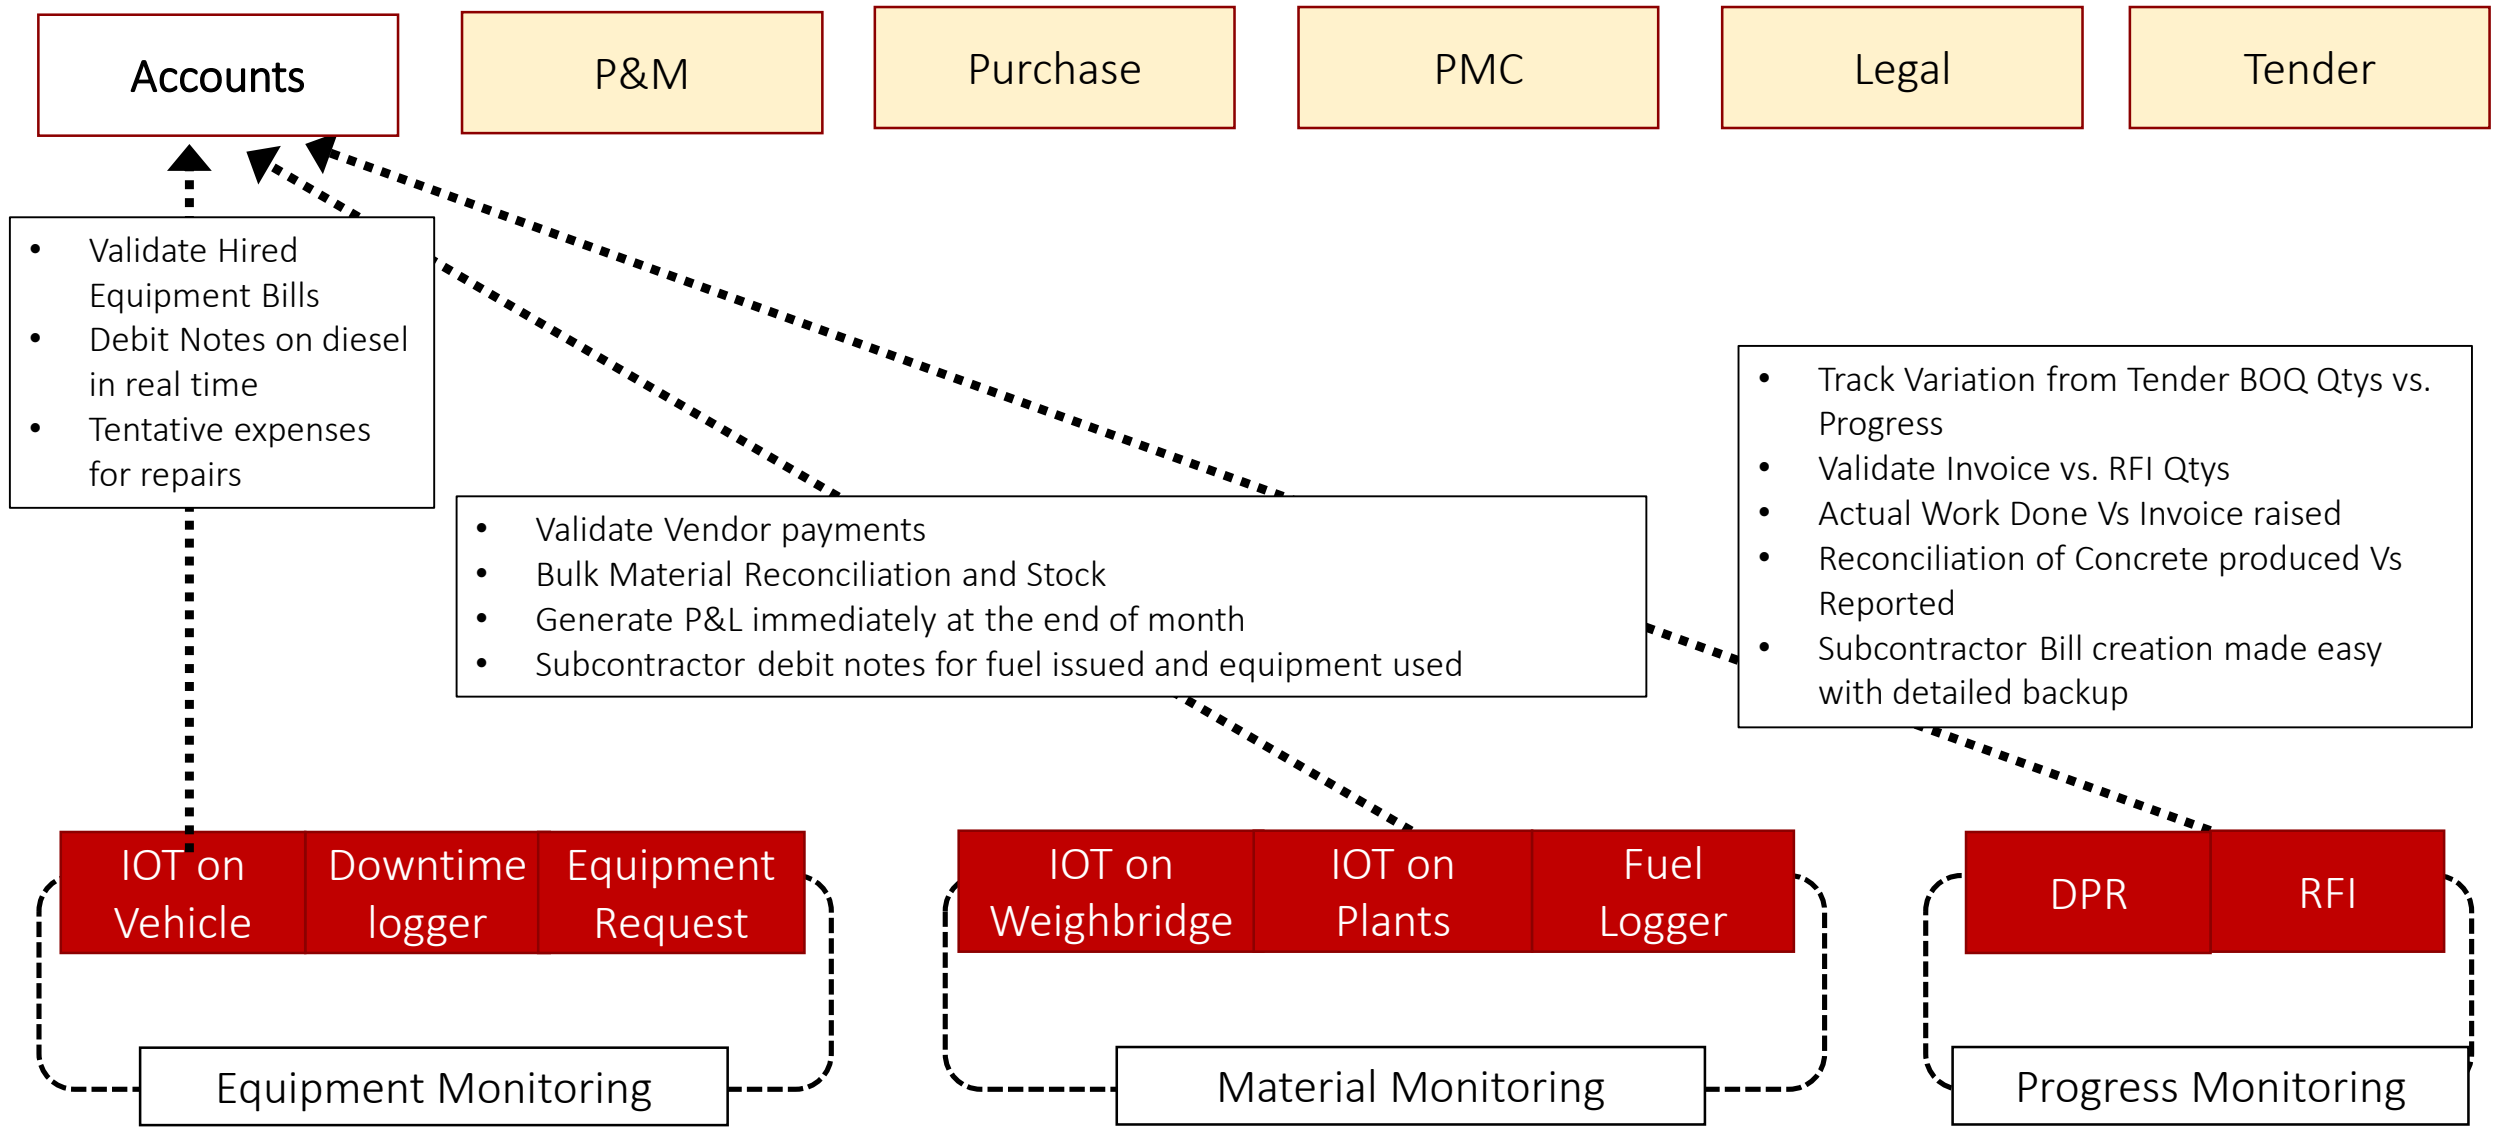 Accounts
P&M
Purchase
PMC
Legal
Tender
• Validate Hired
Equipment Bills
• Debit Notes on diesel
in real time
• Tentative expenses
for repairs
• Validate Vendor payments
• Bulk Material Reconciliation and Stock
• Generate P&L immediately at the end of month
• Subcontractor debit notes for fuel issued and equipment used
• Track Variation from Tender BOQ Qtys vs.
Progress
• Validate Invoice vs. RFI Qtys
• Actual Work Done Vs Invoice raised
• Reconciliation of Concrete produced Vs
Reported
• Subcontractor Bill creation made easy
with detailed backup
IOT on
Vehicle
Downtime
logger
Equipment
Request
IOT on
Weighbridge
IOT on
Plants
Fuel
Logger
DPR
RFI
Equipment Monitoring
Material Monitoring
Progress Monitoring